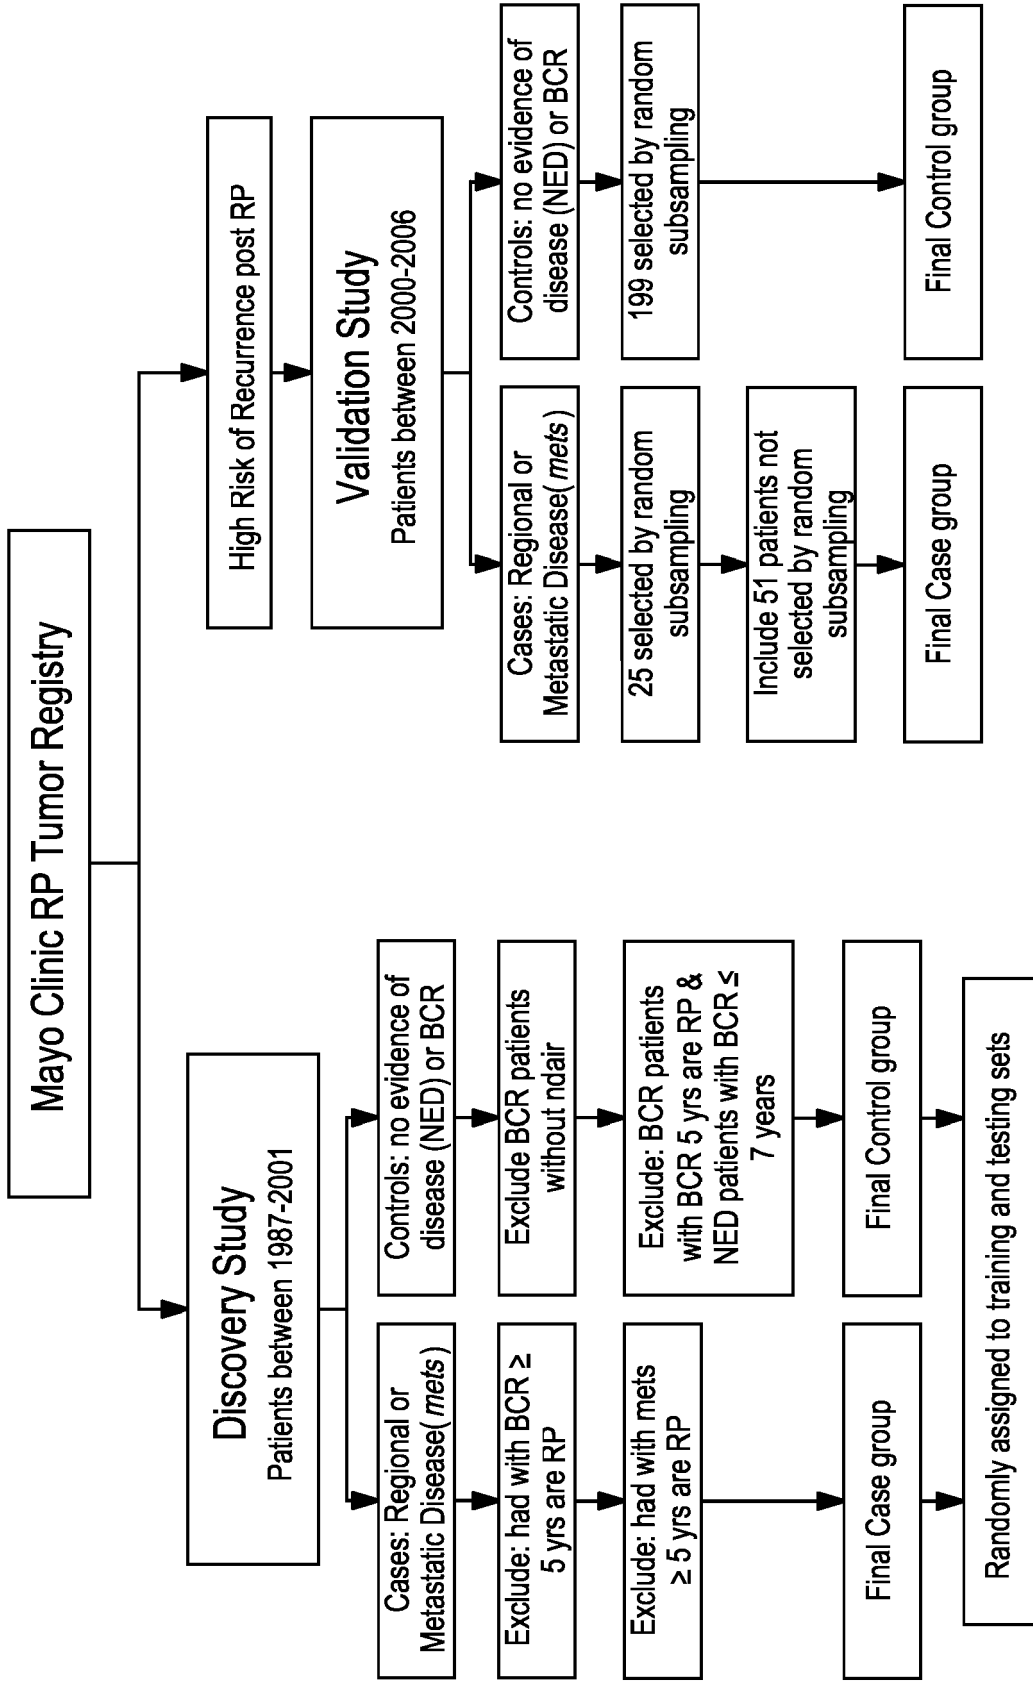 Mayo Clinic RP Tumor Registry
Discovery Study
Patients between 1987-2001
Cases: Regional or
Metastatic Disease(mets)
Exclude: had with BCR ≥
5 yrs are RP
Exclude: had with mets
≥ 5 yrs are RP
Final Case group
Controls: no evidence of
disease (NED) or BCR
Exclude BCR patients
without ndair
Exclude: BCR patients
with BCR 5 yrs are RP &
NED patients with BCR ≤
7 years
Final Control group
Randomly assigned to training and testing sets
High Risk of Recurrence post RP
Validation Study
Patients between 2000-2006
Cases: Regional or
Metastatic Disease(mets)
25 selected by random
subsampling
Include 51 patients not
selected by random
subsampling
Final Case group
Controls: no evidence of
disease (NED) or BCR
199 selected by random
subsampling
Final Control group